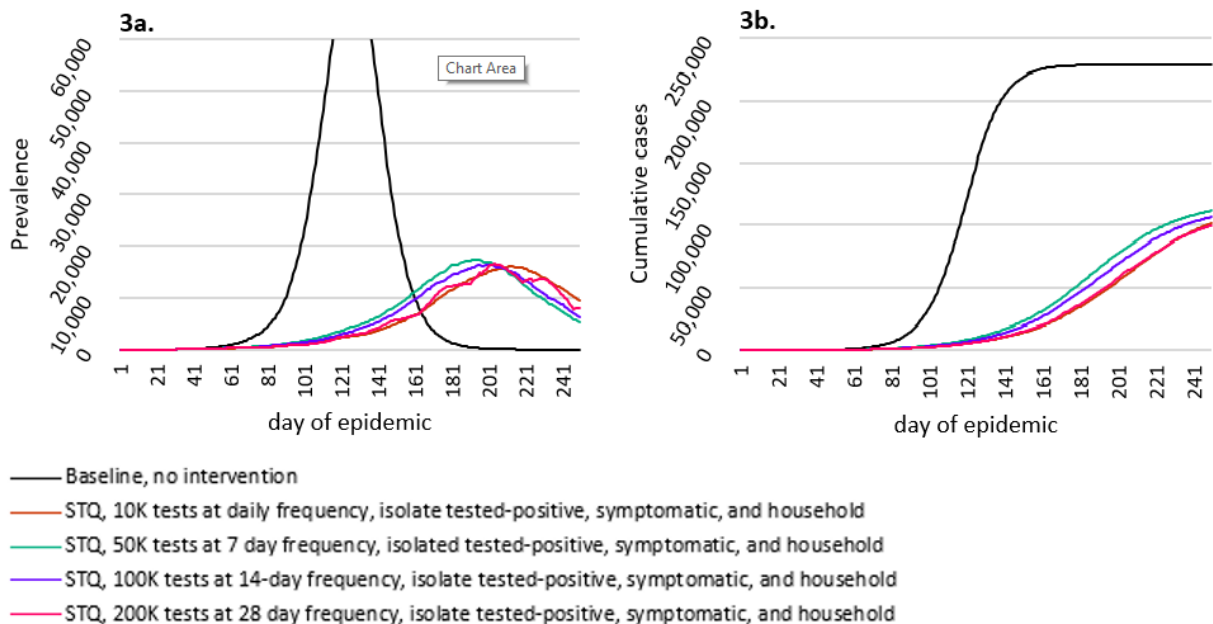 3a.
Chart Area
Prevalence
60,000
50,000
40,000
30,000
20,000
10,000
0
1 21 41 61 81 101 121 141 161 181 201 221 241
day of epidemic
3b.
Cumulative cases
250,000
200,000
150,000
100,000
50,000
0
1 21 41 61 81 101 121 141 161 181 201 221 241
day of epidemic
Baseline, no intervention
STQ, 10K tests at daily frequency, isolate tested-positive, symptomatic, and household
STQ, 50K tests at 7 day frequency, isolated tested-positive, symptomatic, and household
STQ, 100K tests at 14-day frequency, isolate tested-positive, symptomatic, and household
STQ, 200K tests at 28 day frequency, isolate tested-positive, symptomatic, and household